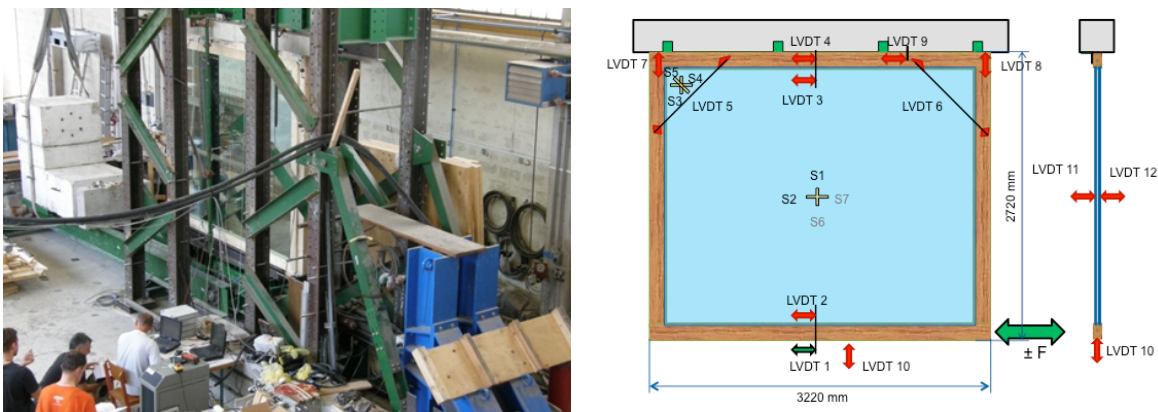 LVDT 4
LVDT 9
LVDT 7
LVDT 8
S5
S4
S3
LVDT 3
LVDT 5
LVDT 6
S1
S2
S7
S6
LVDT 11
LVDT 12
2720 mm
LVDT 2
± F
LVDT 1
LVDT 10
LVDT 10
3220 mm